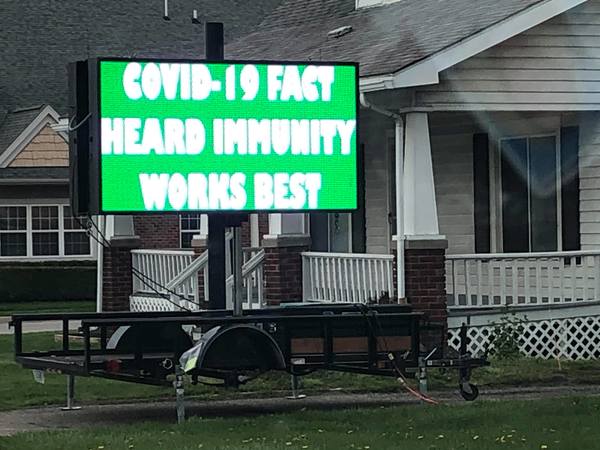 COVID-19 FACT
HEARD IMMUNITY
WORKS BEST